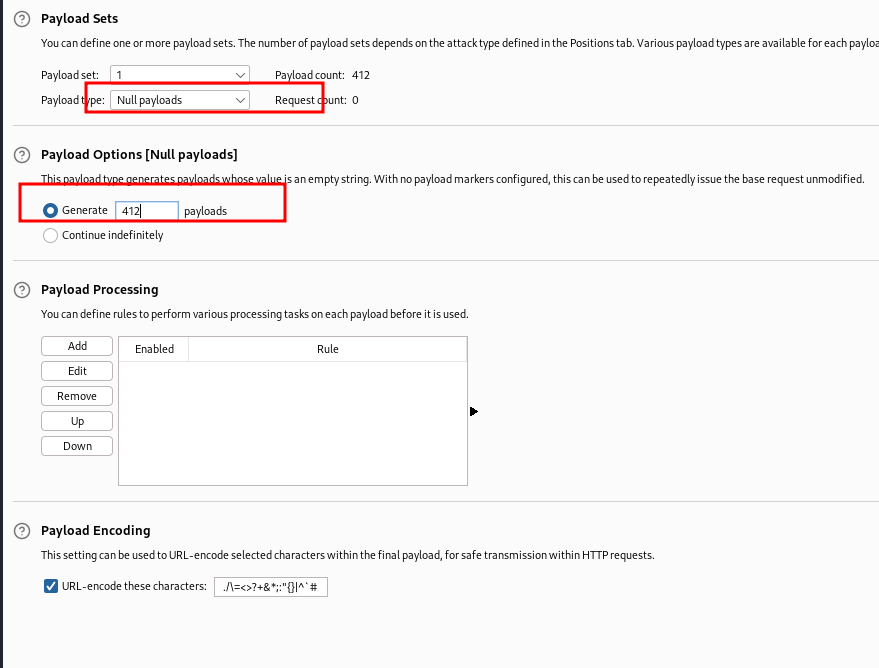 Payload Sets
You can define one or more payload sets. The number of payload sets depends on the attack type defined in the Positions tab. Various payload types are available for each
Payload set: 1 Payload count: 412
Payload type: Null payloads Request count: 0
Payload Options [Null payloads]
This payload type generates payloads whose value is an empty string. With no payload markers configured, this can be used to repeatedly issue the base request unmodified.
Generate 412 payloads
Continue indefinitely
Payload Processing
You can define rules to perform various processing tasks on each payload before it is used.
Add Enabled Rule
Edit
Remove
Up
Down
Payload Encoding
This setting can be used to URL-encode selected characters within the final payload, for safe transmission within HTTP requests.
URL-encode these characters: ./\=<>?+&*;:"{}|^`#